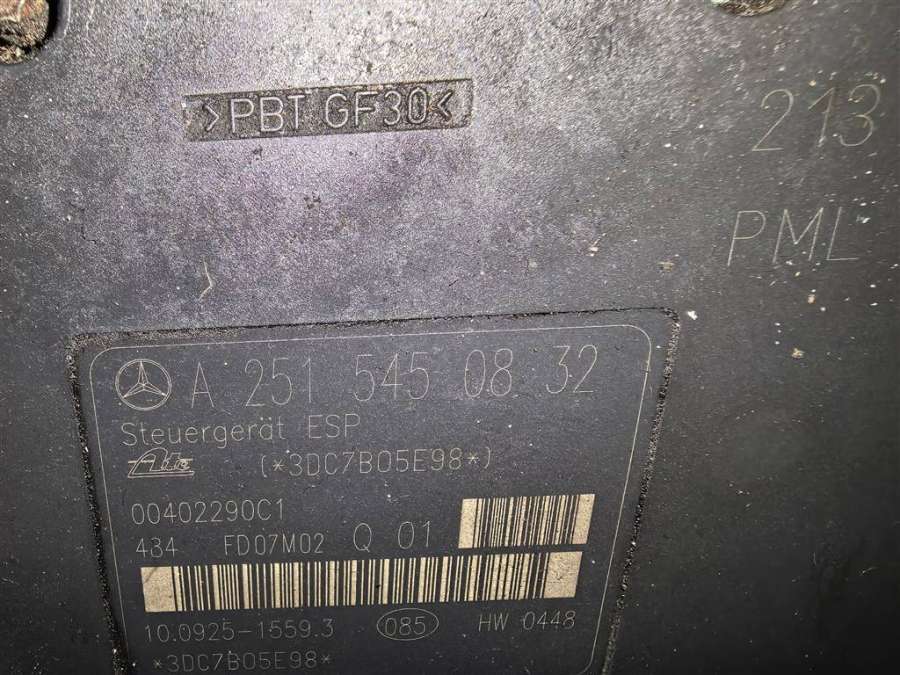 >PBT GF30<
213
PML
A 251 545 08 32
Steuergerät ESP
Ate (*3DC7B05E98*)
00402290C1
434 FD07M02 Q 01
10.0925-1559.3 085 HW 0448
*3DC7B05E98*